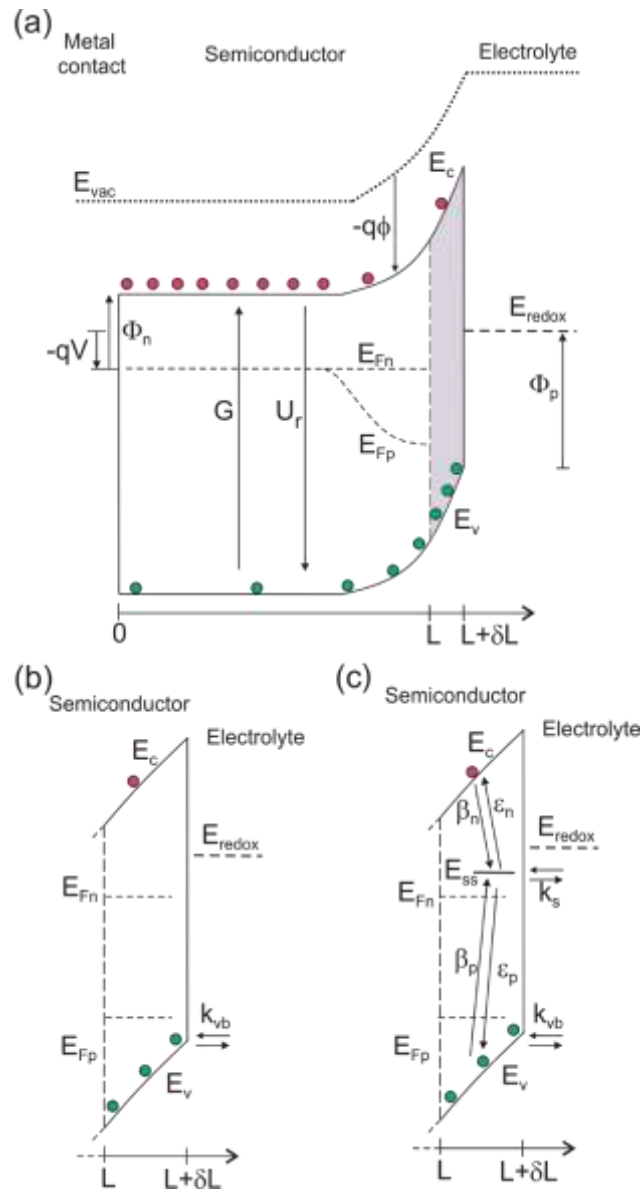 (a)
Metal contact
Semiconductor
Electrolyte
E_vac
E_c
-qϕ
E_redox
Φ_n
-qV
E_Fn
Φ_p
G
U_r
E_Fp
E_v
0
L
L+δL
(b)
Semiconductor
Electrolyte
E_c
E_redox
E_Fn
k_vb
E_Fp
E_v
L
L+δL
(c)
Semiconductor
Electrolyte
E_c
β_n
ε_n
E_redox
E_ss
k_s
E_Fn
β_p
ε_p
k_vb
E_Fp
E_v
L
L+δL